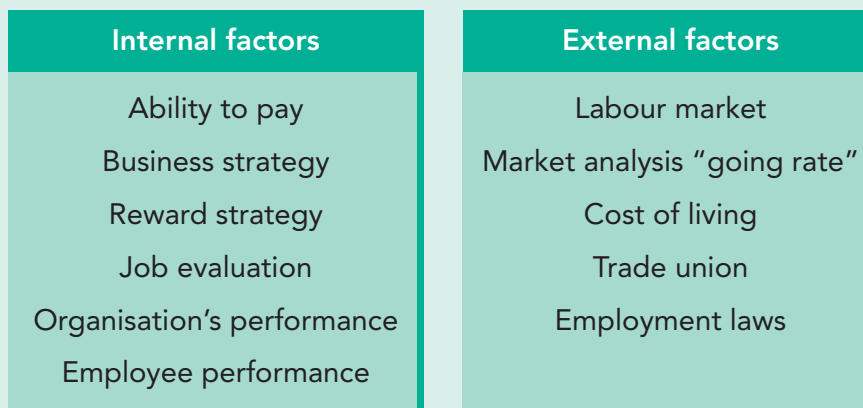 Internal factors
Ability to pay
Business strategy
Reward strategy
Job evaluation
Organisation's performance
Employee performance
External factors
Labour market
Market analysis “going rate”
Cost of living
Trade union
Employment laws